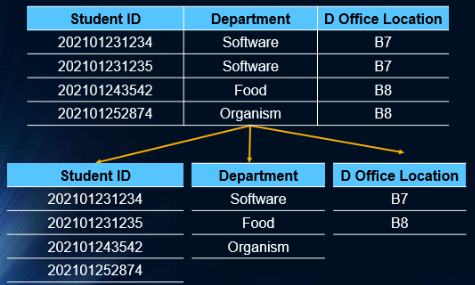 Student ID Department D Office Location
202101231234 Software B7
202101231235 Software B7
202101243542 Food B8
202101252874 Organism B8
Student ID Department D Office Location
202101231234 Software B7
202101231235 Food B8
202101243542 Organism
202101252874